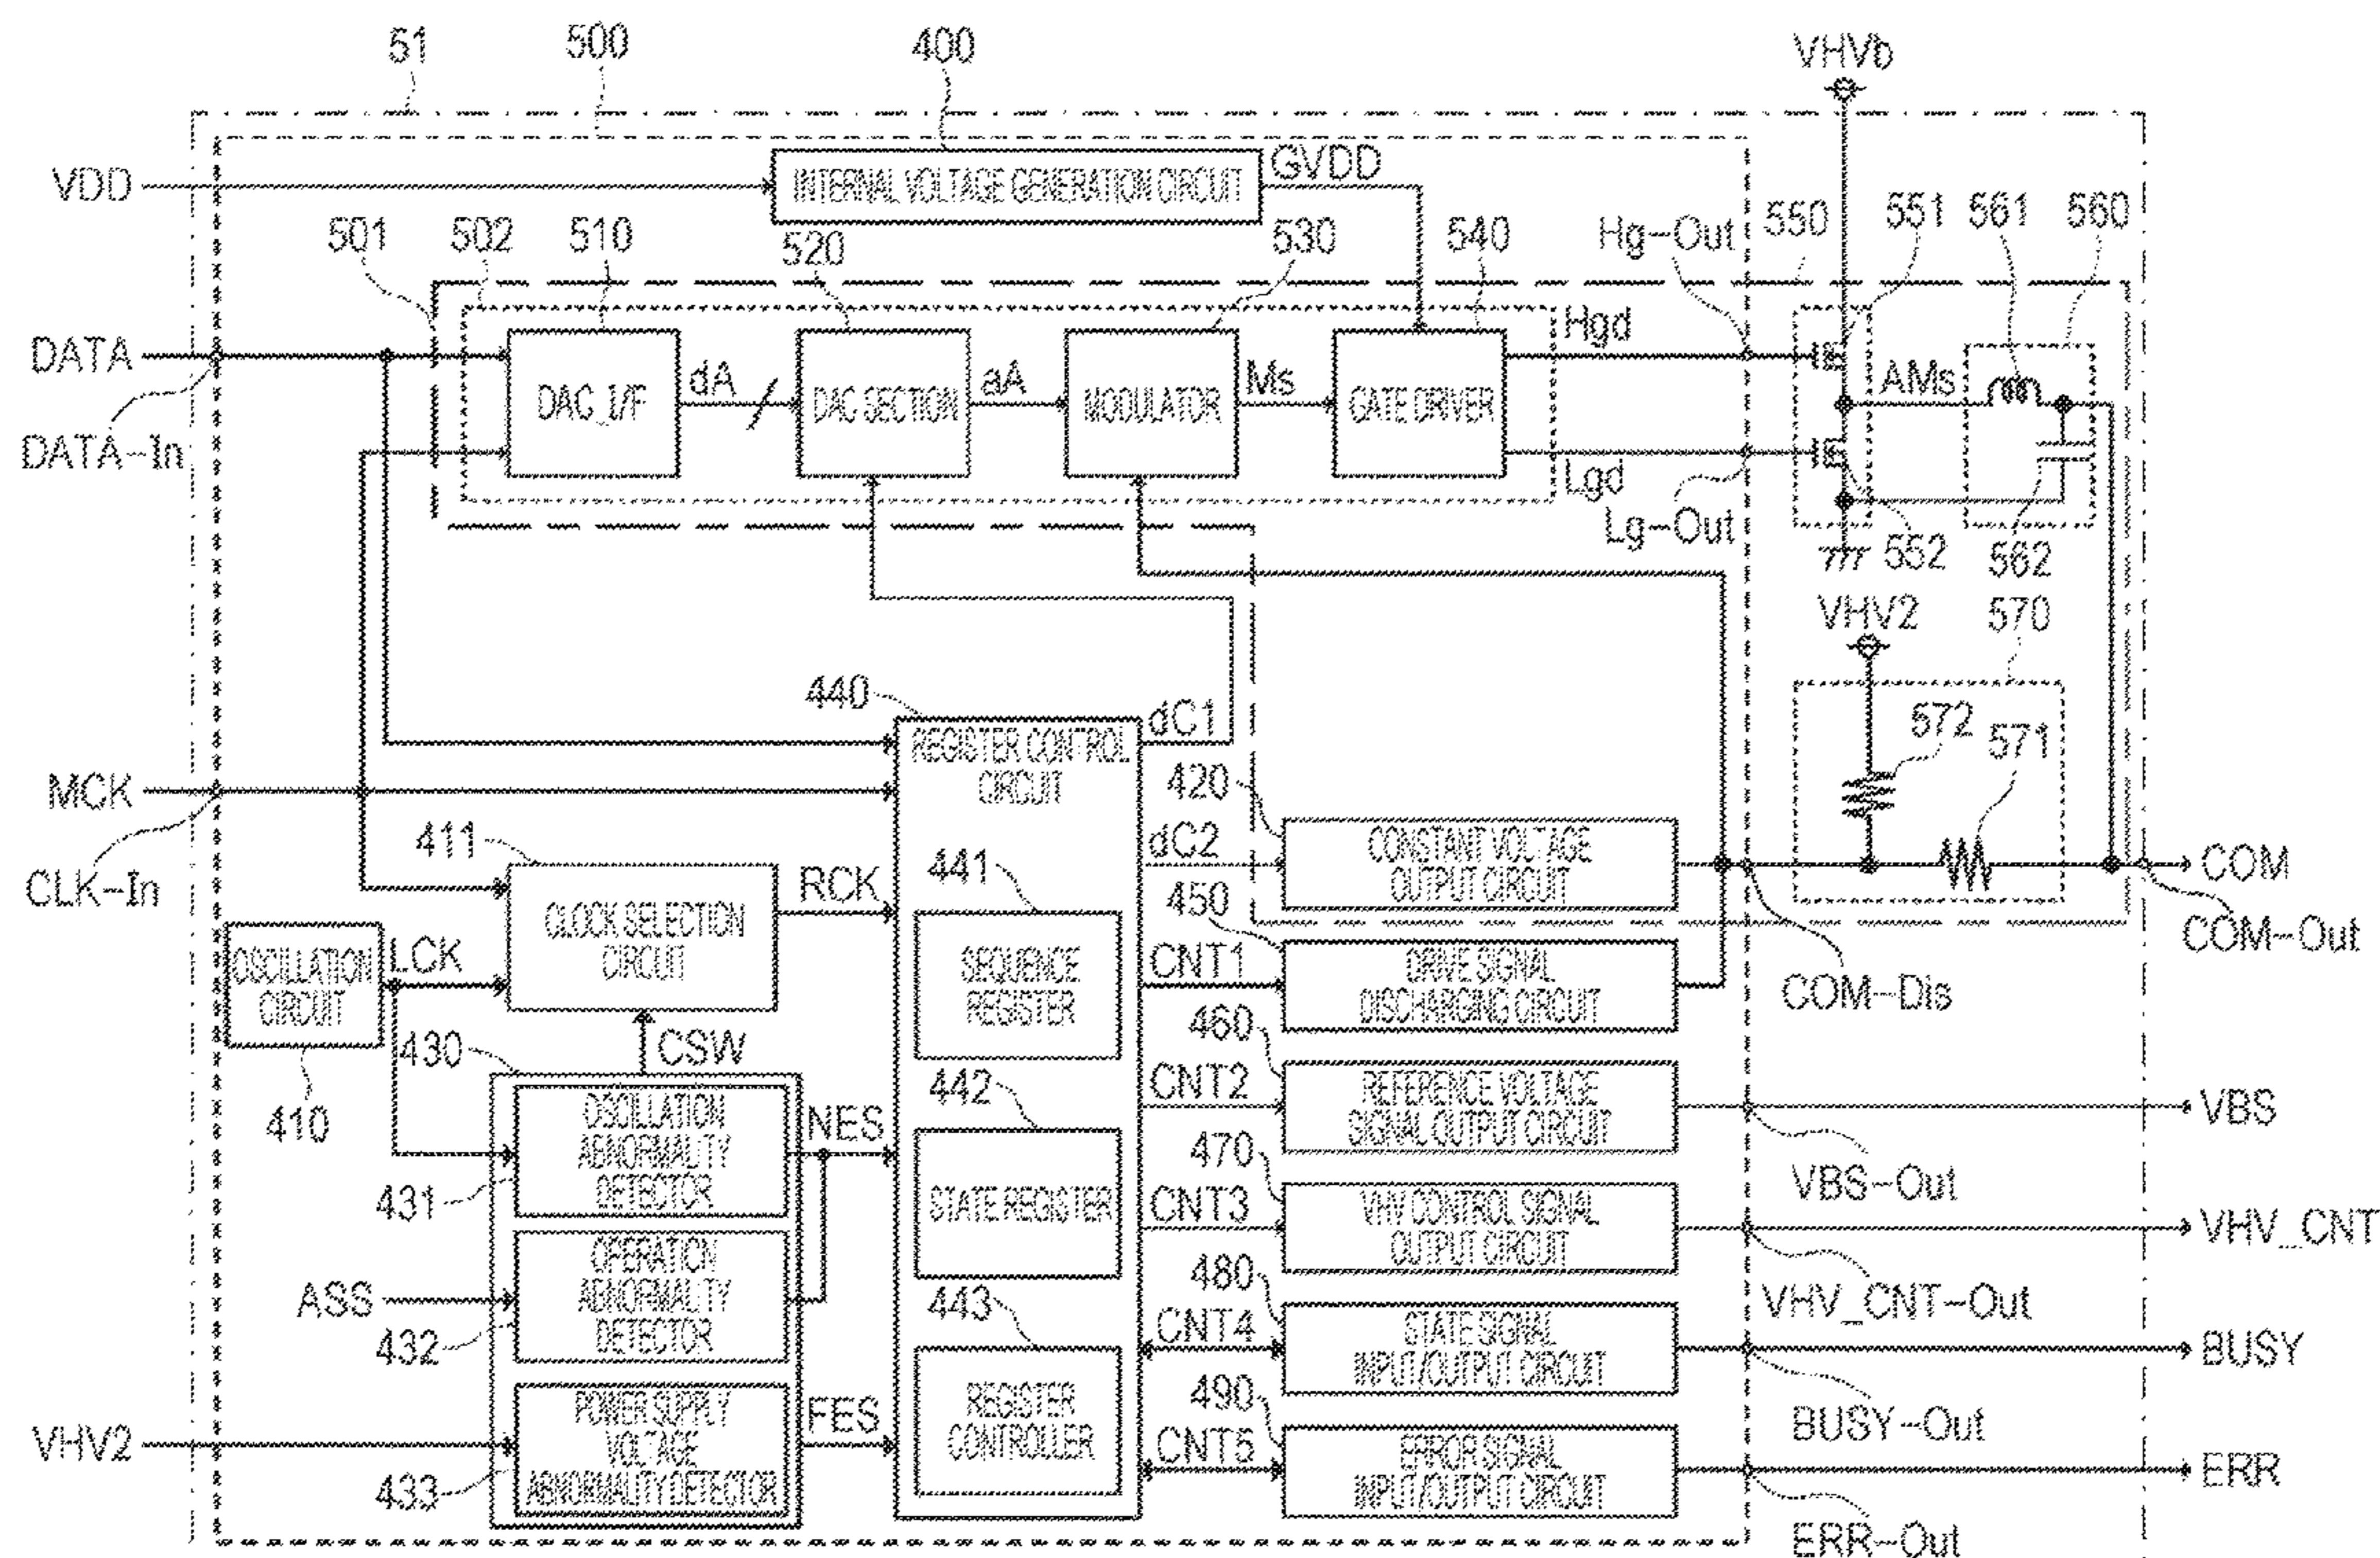 51
500
400
VHVb
VDD
INTERNAL VOLTAGE GENERATION CIRCUIT
GVDD
501
502
510
520
530
540
Hg-Out
550
551
561
560
DATA
DATA-In
DAC_I/F
dA
DAC SECTION
aA
MODULATOR
Ms
GATE DRIVER
Hgd
Lgd
Lg-Out
AMs
552
562
VHV2
570
572
571
440
REGISTER CONTROL
CIRCUIT
dC1
MCK
CLK-In
411
CLOCK SELECTION
CIRCUIT
RCK
420
dC2
CONSTANT VOLTAGE
OUTPUT CIRCUIT
COM
COM-Out
OSCILLATION
CIRCUIT
LCK
410
441
SEQUENCE
REGISTER
450
CNT1
DRIVE SIGNAL
DISCHARGING CIRCUIT
COM-Dis
430
CSW
460
CNT2
REFERENCE VOLTAGE
SIGNAL OUTPUT CIRCUIT
VBS
VBS-Out
OSCILLATION
ABNORMALITY
DETECTOR
431
NES
442
STATE REGISTER
470
CNT3
VHV CONTROL SIGNAL
OUTPUT CIRCUIT
VHV_CNT
VHV_CNT-Out
ASS
OPERATION
ABNORMALITY
DETECTOR
432
443
480
CNT4
STATE SIGNAL
INPUT/OUTPUT CIRCUIT
BUSY
BUSY-Out
VHV2
POWER SUPPLY
VOLTAGE
ABNORMALITY DETECTOR
433
FES
REGISTER
CONTROLLER
490
CNT5
ERROR SIGNAL
INPUT/OUTPUT CIRCUIT
ERR
ERR-Out